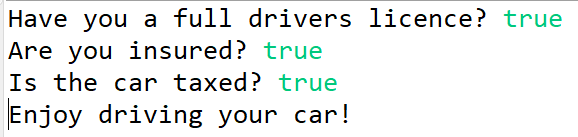 Have you a full drivers licence? true
Are you insured? true
Is the car taxed? true
Enjoy driving your car!